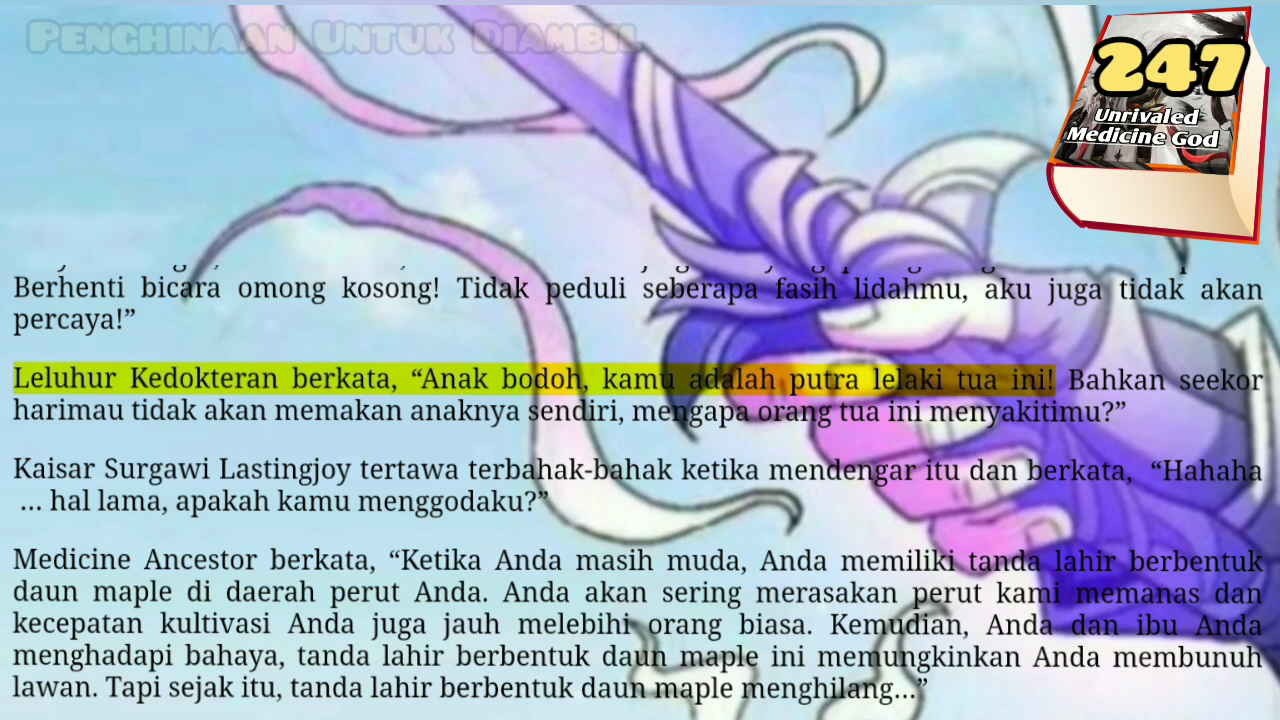 Penghinaan Untuk Diambil
247
Unrivaled
Medicine God
Berhenti bicara omong kosong! Tidak peduli seberapa fasih lidahmu, aku juga tidak akan
percaya!”
Leluhur Kedokteran berkata, “Anak bodoh, kamu adalah putra lelaki tua ini! Bahkan seekor
harimau tidak akan memakan anaknya sendiri, mengapa orang tua ini menyakitimu?”
Kaisar Surgawi Lastingjoy tertawa terbahak-bahak ketika mendengar itu dan berkata, “Hahaha
… hal lama, apakah kamu menggodaku?”
Medicine Ancestor berkata, “Ketika Anda masih muda, Anda memiliki tanda lahir berbentuk
daun maple di daerah perut Anda. Anda akan sering merasakan perut kami memanas dan
kecepatan kultivasi Anda juga jauh melebihi orang biasa. Kemudian, Anda dan ibu Anda
menghadapi bahaya, tanda lahir berbentuk daun maple ini memungkinkan Anda membunuh
lawan. Tapi sejak itu, tanda lahir berbentuk daun maple menghilang…”